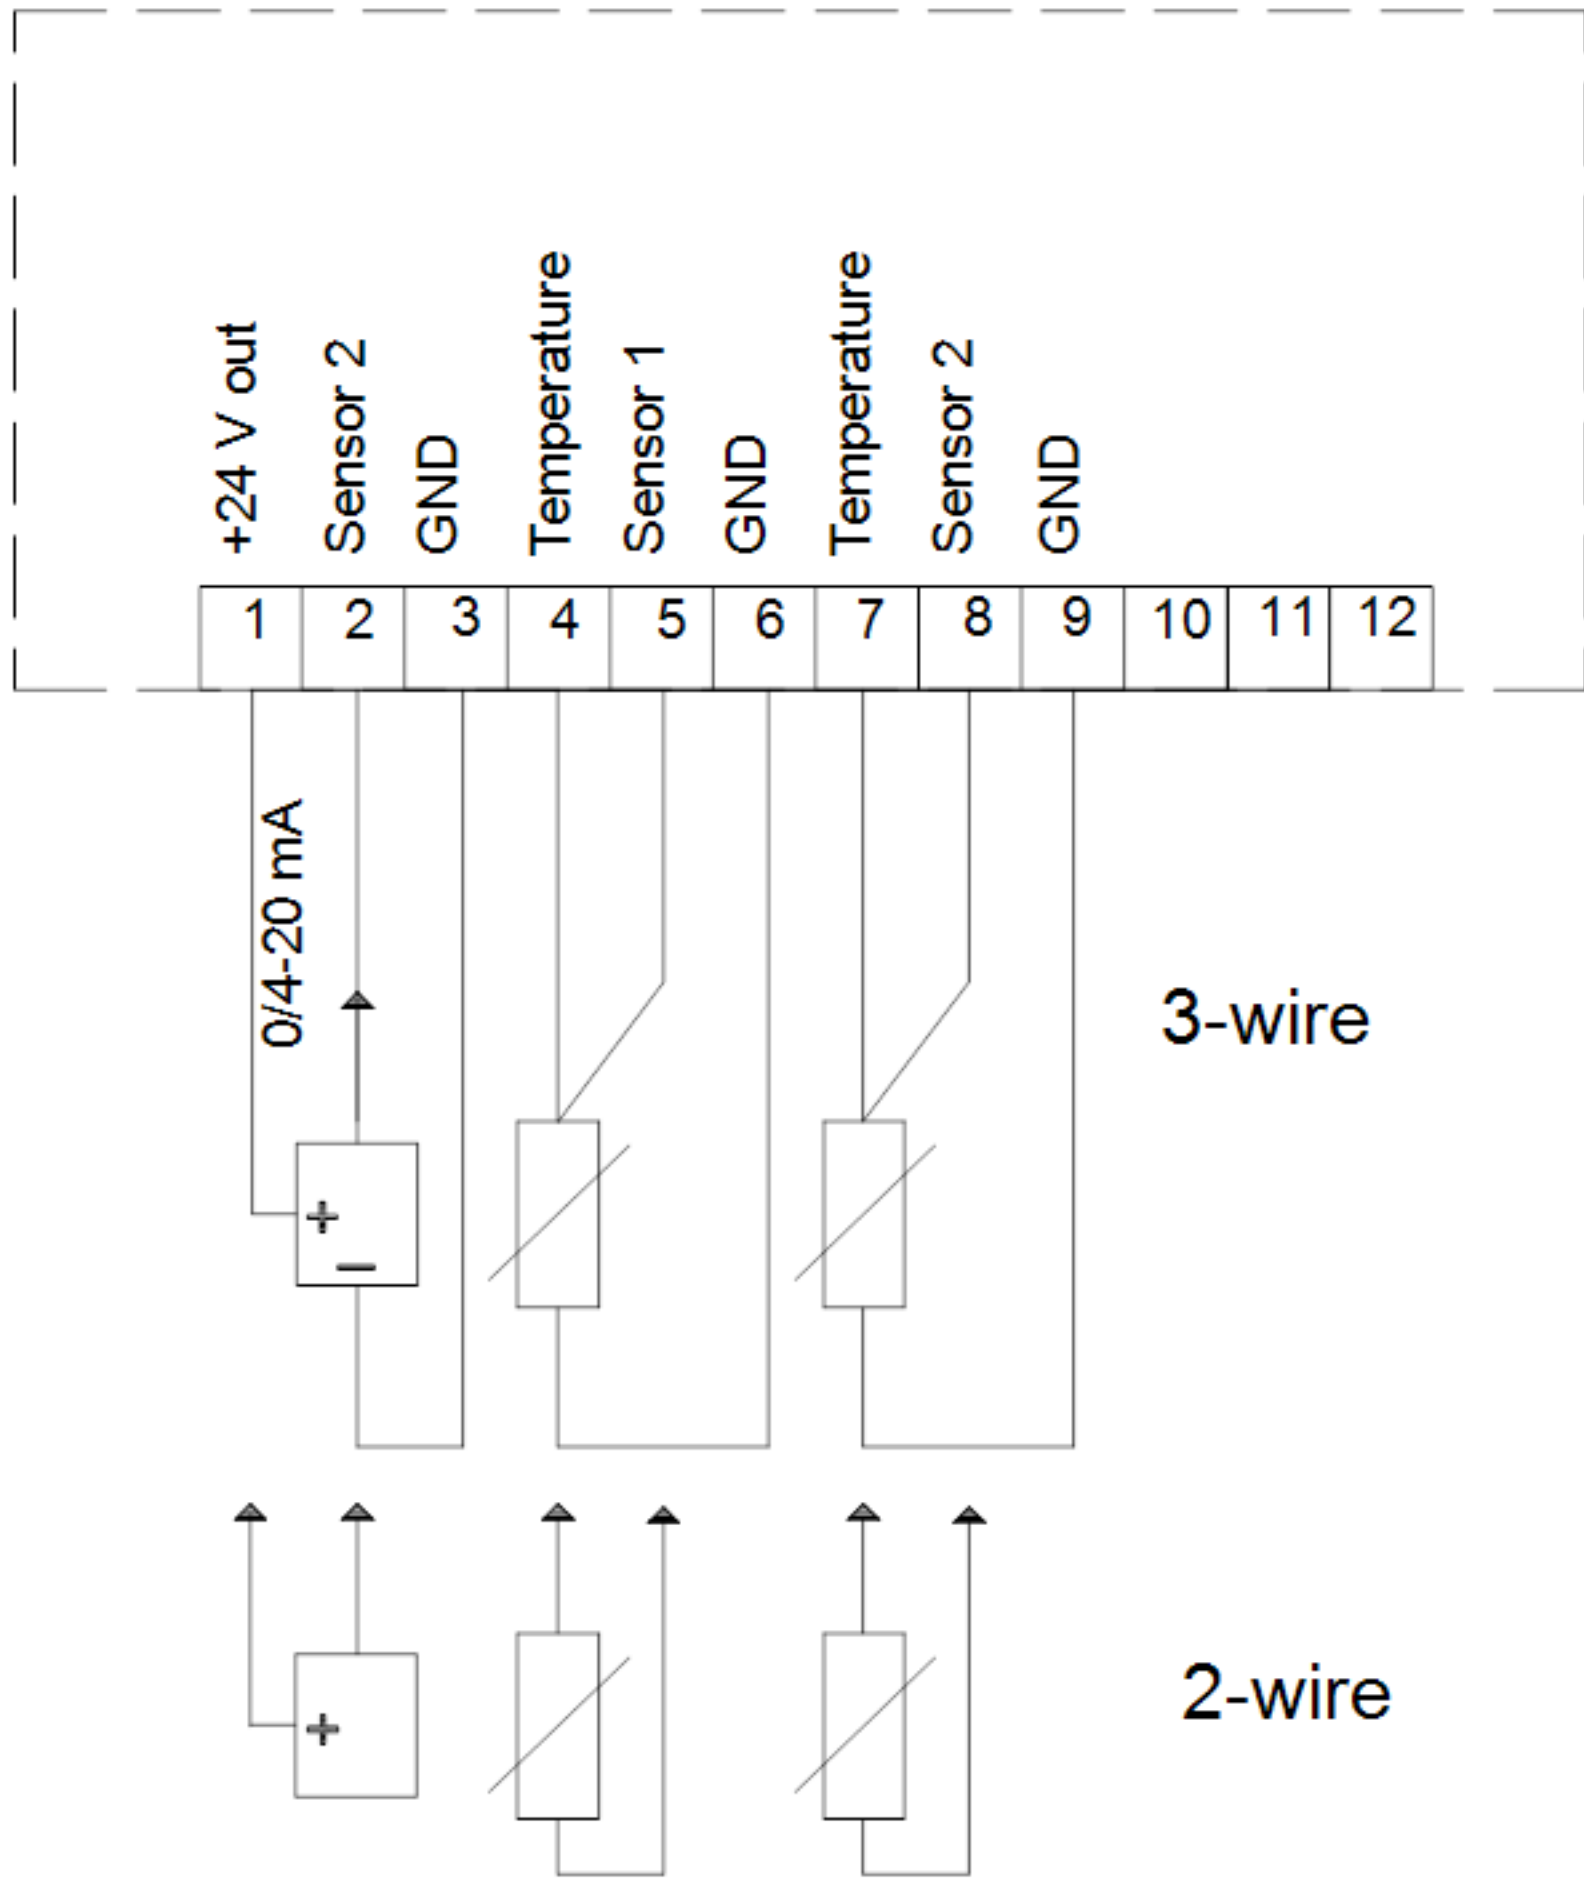 +24 V out
Sensor 2
GND
Temperature
Sensor 1
GND
Temperature
Sensor 2
GND
1 2 3 4 5 6 7 8 9 10 11 12
0/4-20 mA
3-wire
+
−
2-wire
+